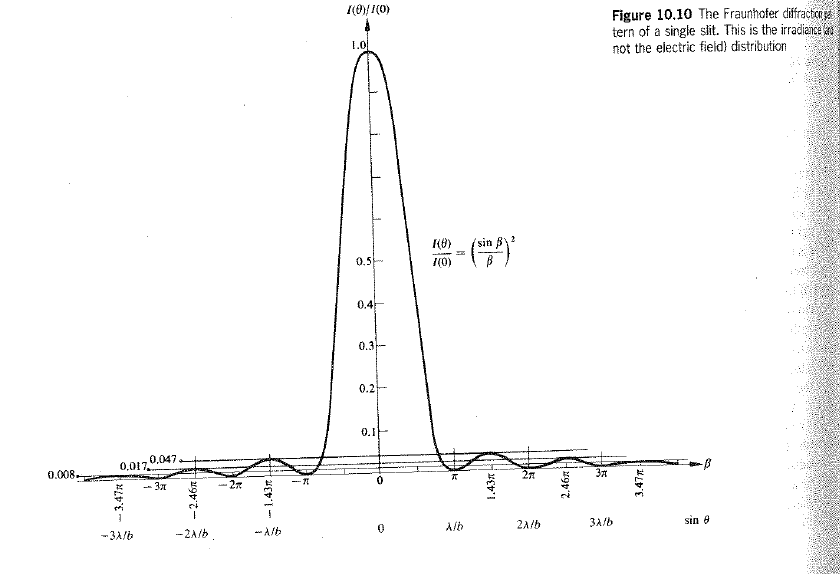 I(θ)/I(0)
Figure 10.10 The Fraunhofer diffraction
tern of a single slit. This is the irradiance
not the electric field) distribution
1.0
I(θ)/I(0) = (sin β/β)²
0.5
0.4
0.3
0.2
0.1
0.047
0.017
0.008
β
−3.47π
−3π
−2.46π
−2π
−1.43π
−π
0
π
1.43π
2π
2.46π
3π
3.47π
−3λ/b
−2λ/b
−λ/b
0
λ/b
2λ/b
3λ/b
sin θ